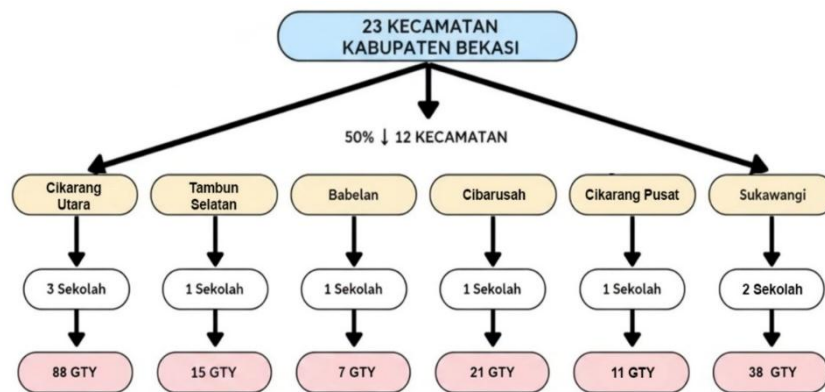 23 KECAMATAN
KABUPATEN BEKASI
50% ↓ 12 KECAMATAN
Cikarang
Utara
Tambun
Selatan
Babelan
Cibarusah
Cikarang Pusat
Sukawangi
3 Sekolah
1 Sekolah
1 Sekolah
1 Sekolah
1 Sekolah
2 Sekolah
88 GTY
15 GTY
7 GTY
21 GTY
11 GTY
38 GTY